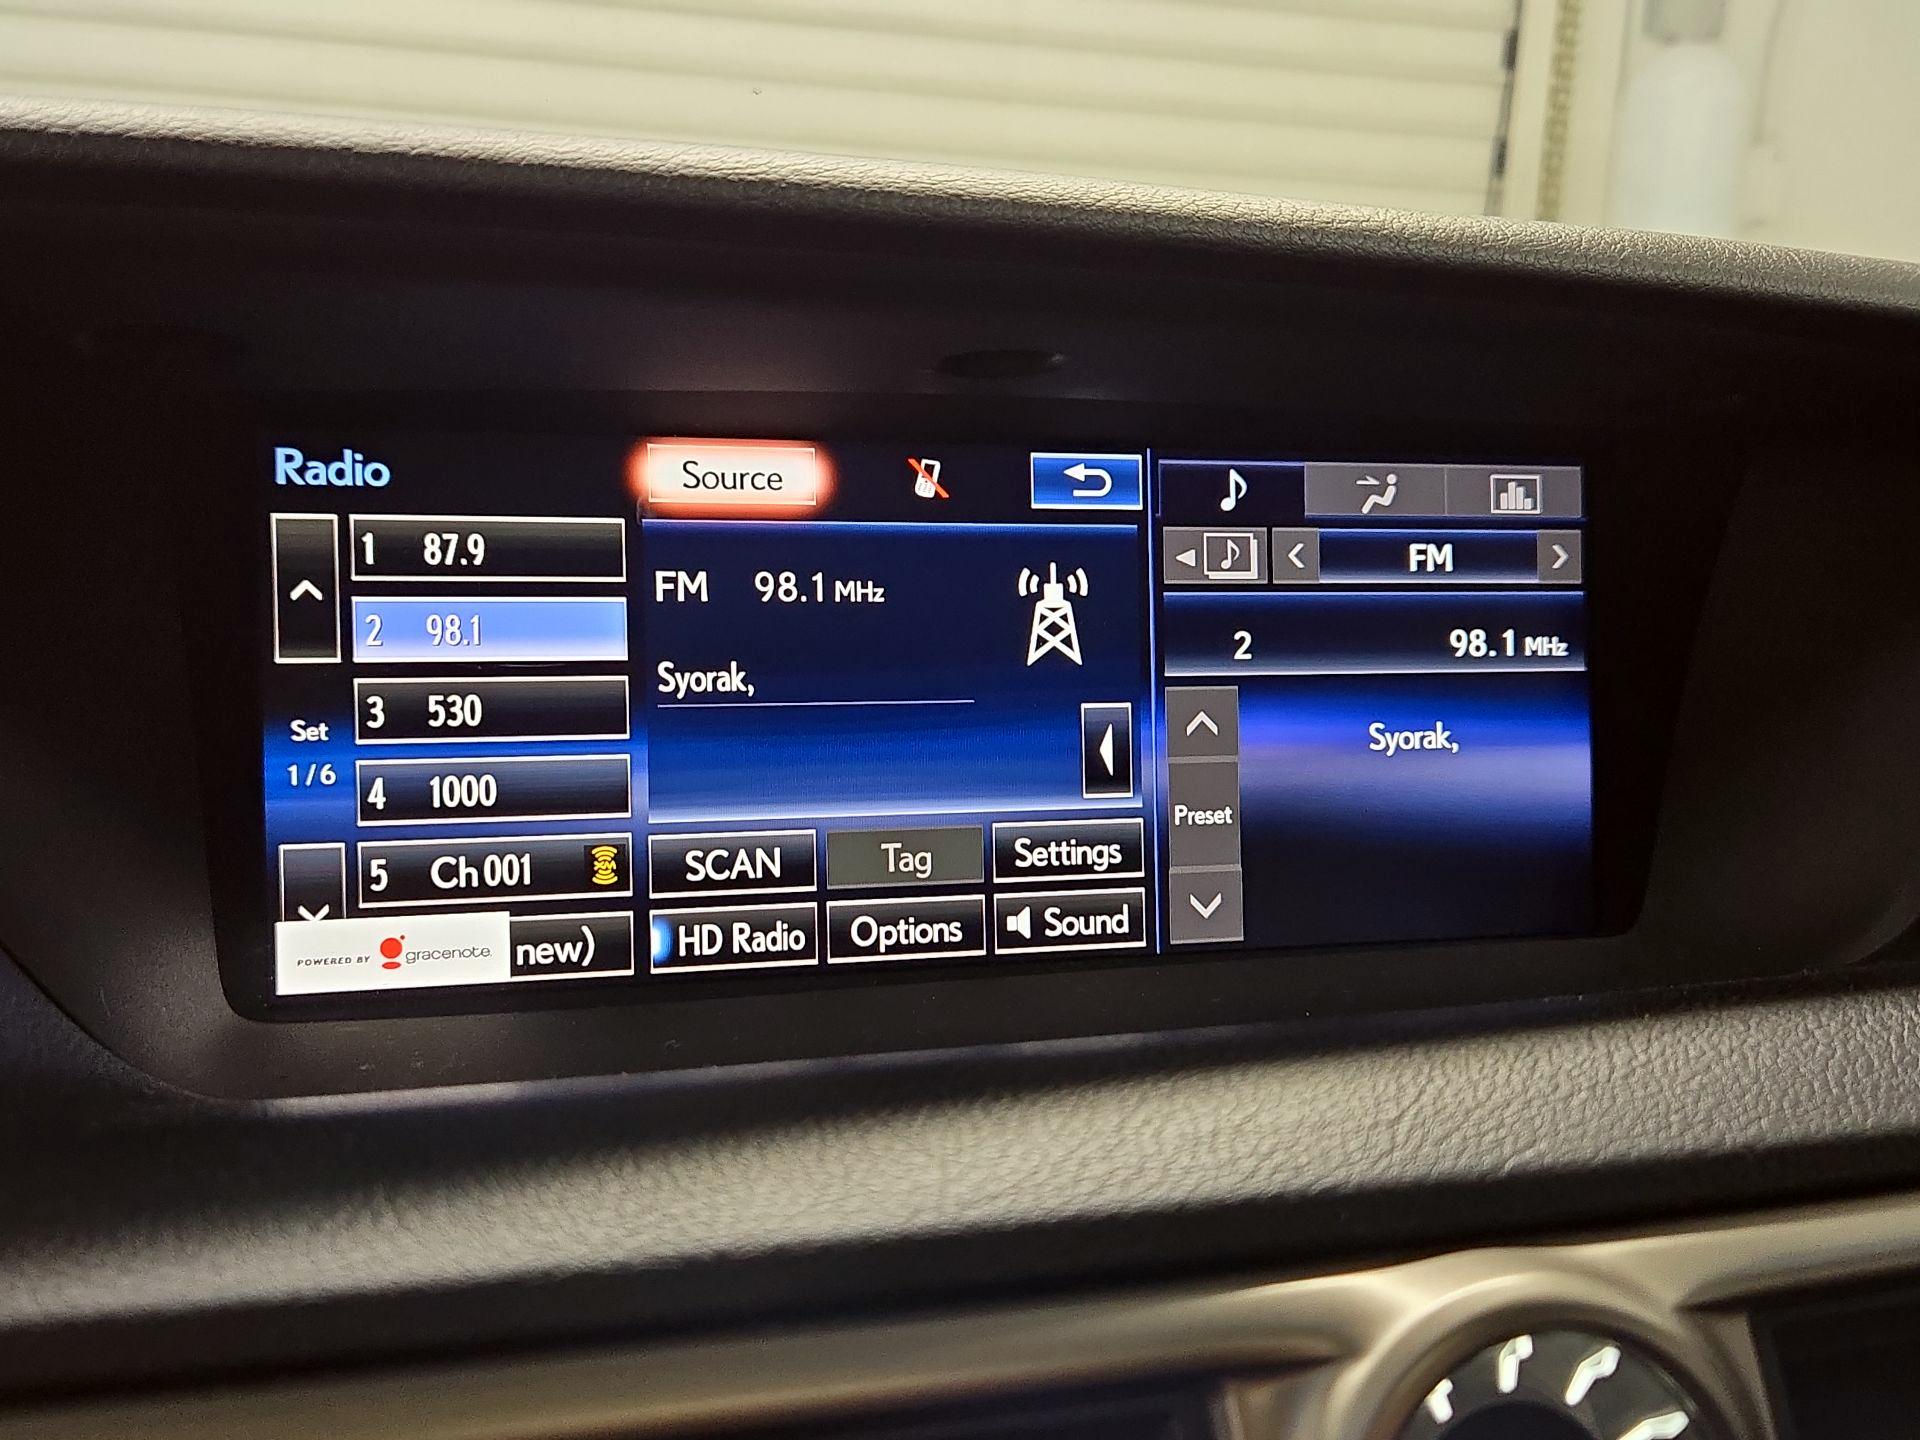 Radio
Source
1 87.9
2 98.1
3 530
4 1000
5 Ch 001
XM
new)
Set
1/6
POWERED BY gracenote.
FM 98.1 MHz
Syorak,
SCAN
Tag
Settings
HD Radio
Options
Sound
FM
2 98.1 MHz
Preset
Syorak,